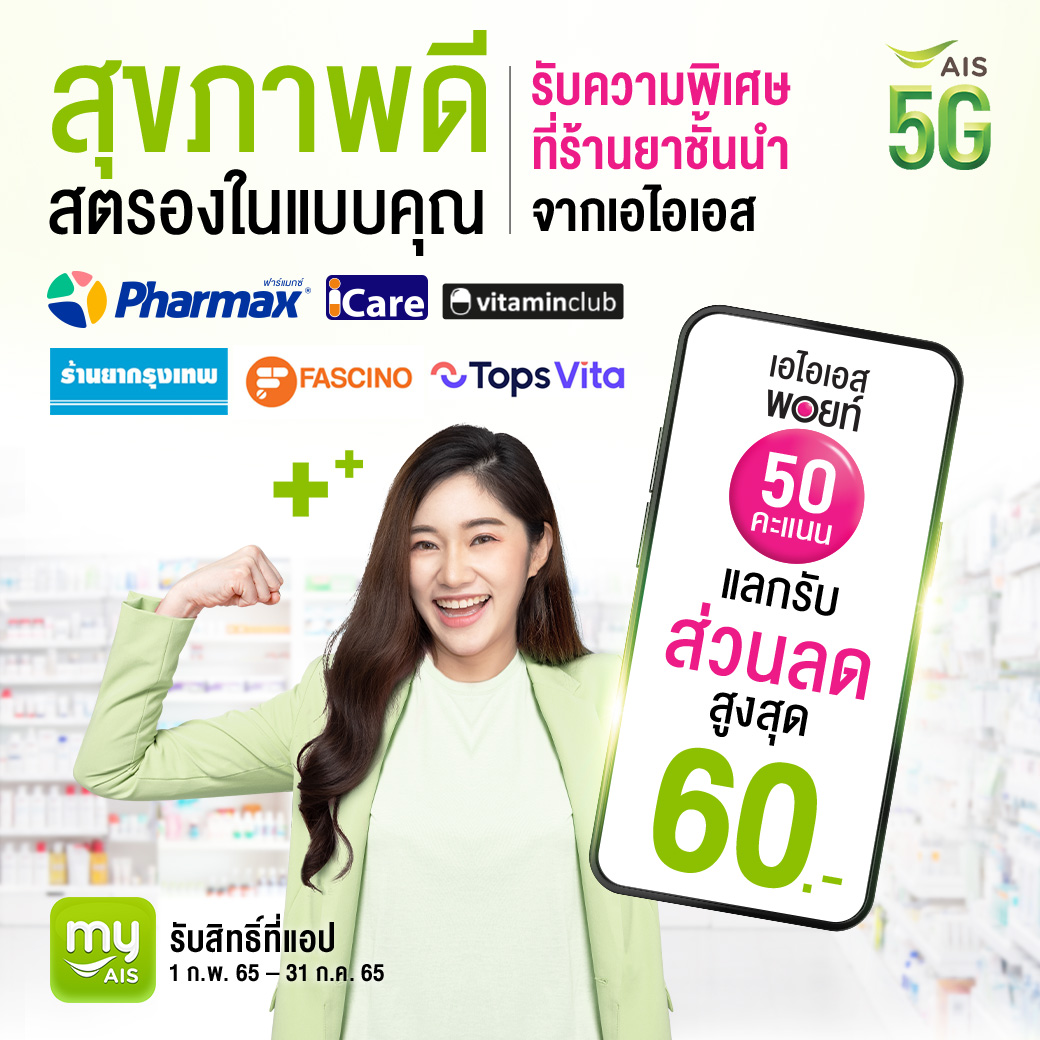 สุขภาพดี
สตรองในแบบคุณ
รับความพิเศษ
ที่ร้านยาชั้นนำ
จากเอไอเอส
AIS
5G
ฟาร์แมกซ์
Pharmax®
iCare
vitaminclub
ร้านยากรุงเทพ
FASCINO
Tops Vita
เอไอเอส
พอยท์
50
คะแนน
แลกรับ
ส่วนลด
สูงสุด
60.-
my
AIS
รับสิทธิ์ที่แอป
1 ก.พ. 65 – 31 ก.ค. 65